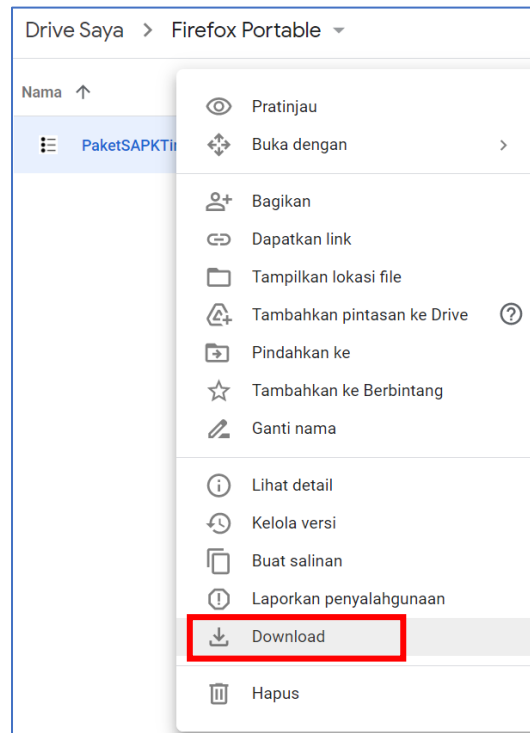 Drive Saya > Firefox Portable
Nama
Pratinjau
PaketSAPKTi
Buka dengan
Bagikan
Dapatkan link
Tampilkan lokasi file
Tambahkan pintasan ke Drive
Pindahkan ke
Tambahkan ke Berbintang
Ganti nama
Lihat detail
Kelola versi
Buat salinan
Laporkan penyalahgunaan
Download
Hapus